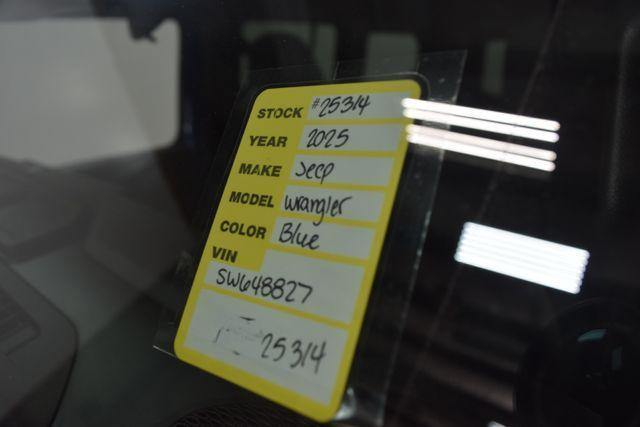 STOCK #25314
YEAR 2025
MAKE Jeep
MODEL Wrangler
COLOR Blue
VIN
SW648827
25314